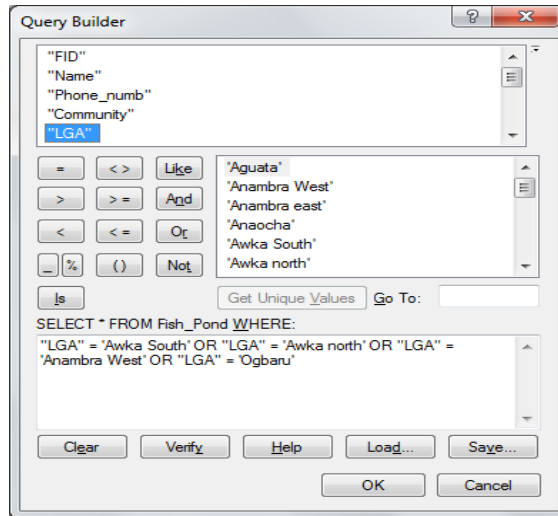 Query Builder
"FID"
"Name"
"Phone_numb"
"Community"
"LGA"
= < > Like
> > = And
< < = Or
_ % ( ) Not
Is
'Aguata'
'Anambra West'
'Anambra east'
'Anaocha'
'Awka South'
'Awka north'
Get Unique Values Go To:
SELECT * FROM Fish_Pond WHERE:
"LGA" = 'Awka South' OR "LGA" = 'Awka north' OR "LGA" =
'Anambra West' OR "LGA" = 'Ogbaru'
Clear Verify Help Load... Save...
OK Cancel